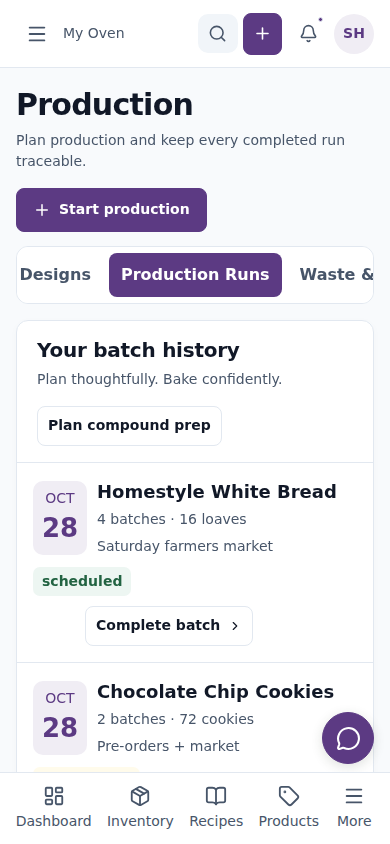 My Oven
SH
Production
Plan production and keep every completed run
traceable.
Start production
Designs
Production Runs
Waste &
Your batch history
Plan thoughtfully. Bake confidently.
Plan compound prep
OCT
28
Homestyle White Bread
4 batches · 16 loaves
Saturday farmers market
scheduled
Complete batch
OCT
28
Chocolate Chip Cookies
2 batches · 72 cookies
Pre-orders + market
Dashboard
Inventory
Recipes
Products
More